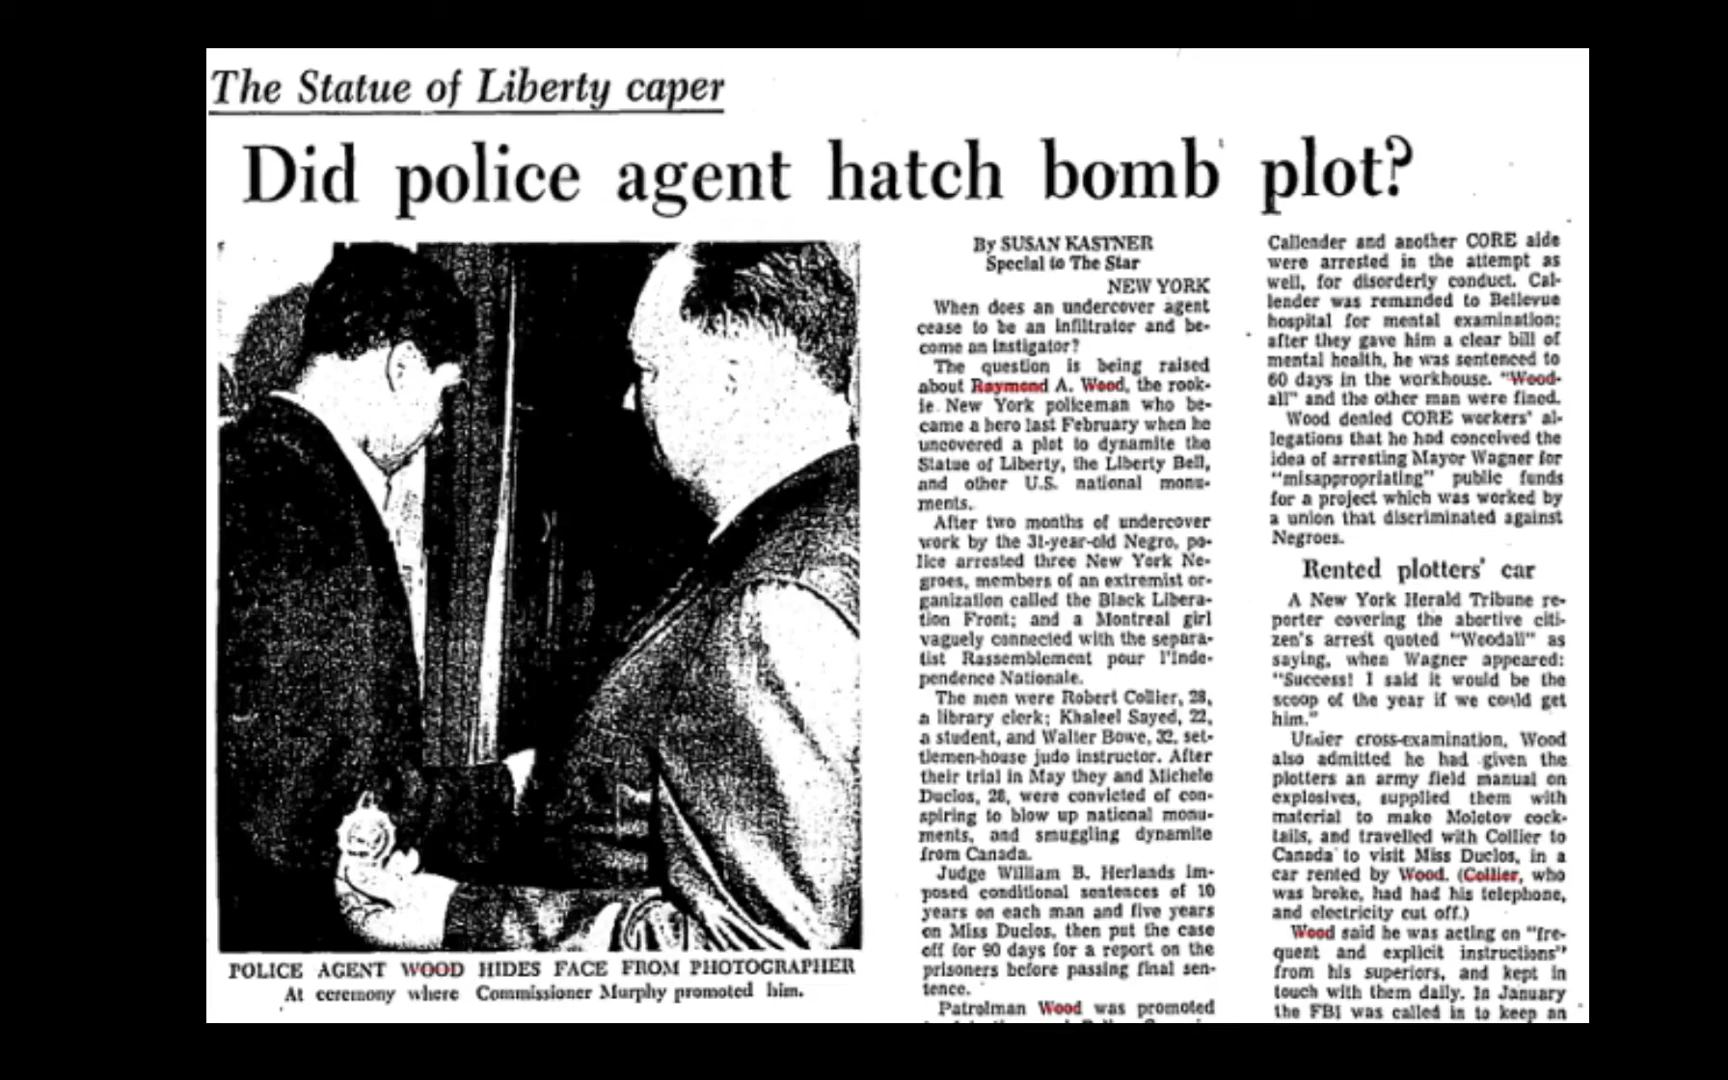 The Statue of Liberty caper
Did police agent hatch bomb plot?
POLICE AGENT WOOD HIDES FACE FROM PHOTOGRAPHER
At ceremony where Commissioner Murphy promoted him.
By SUSAN KASTNER
Special to The Star
NEW YORK
When does an undercover agent
cease to be an infiltrator and be-
come an instigator?
The question is being raised
about Raymond A. Wood, the rook-
ie New York policeman who be-
came a hero last February when he
uncovered a plot to dynamite the
Statue of Liberty, the Liberty Bell,
and other U.S. national monu-
ments.
After two months of undercover
work by the 31-year-old Negro, po-
lice arrested three New York Ne-
groes, members of an extremist or-
ganization called the Black Libera-
tion Front; and a Montreal girl
vaguely connected with the separa-
tist Rassemblement pour l'Inde-
pendence Nationale.
The men were Robert Collier, 28,
a library clerk; Khaleel Sayed, 22,
a student, and Walter Bowe, 32, set-
tlemen-house judo instructor. After
their trial in May they and Michele
Duclos, 28, were convicted of con-
spiring to blow up national monu-
ments, and smuggling dynamite
from Canada.
Judge William B. Herlands im-
posed conditional sentences of 10
years on each man and five years
on Miss Duclos, then put the case
off for 90 days for a report on the
prisoners before passing final sen-
tence.
Patrolman Wood was promoted
Callender and another CORE aide
were arrested in the attempt as
well, for disorderly conduct. Cal-
lender was remanded to Bellevue
hospital for mental examination;
after they gave him a clear bill of
mental health, he was sentenced to
60 days in the workhouse. "Wood-
all" and the other man were fined.
Wood denied CORE workers' al-
legations that he had conceived the
idea of arresting Mayor Wagner for
"misappropriating" public funds
for a project which was worked by
a union that discriminated against
Negroes.
Rented plotters' car
A New York Herald Tribune re-
porter covering the abortive citi-
zen's arrest quoted "Woodall" as
saying, when Wagner appeared:
"Success! I said it would be the
scoop of the year if we could get
him."
Under cross-examination, Wood
also admitted he had given the
plotters an army field manual on
explosives, supplied them with
material to make Molotov cock-
tails, and travelled with Collier to
Canada to visit Miss Duclos, in a
car rented by Wood. (Collier, who
was broke, had had his telephone,
and electricity cut off.)
Wood said he was acting on "fre-
quent and explicit instructions"
from his superiors, and kept in
touch with them daily. In January
the FBI was called in to keep an